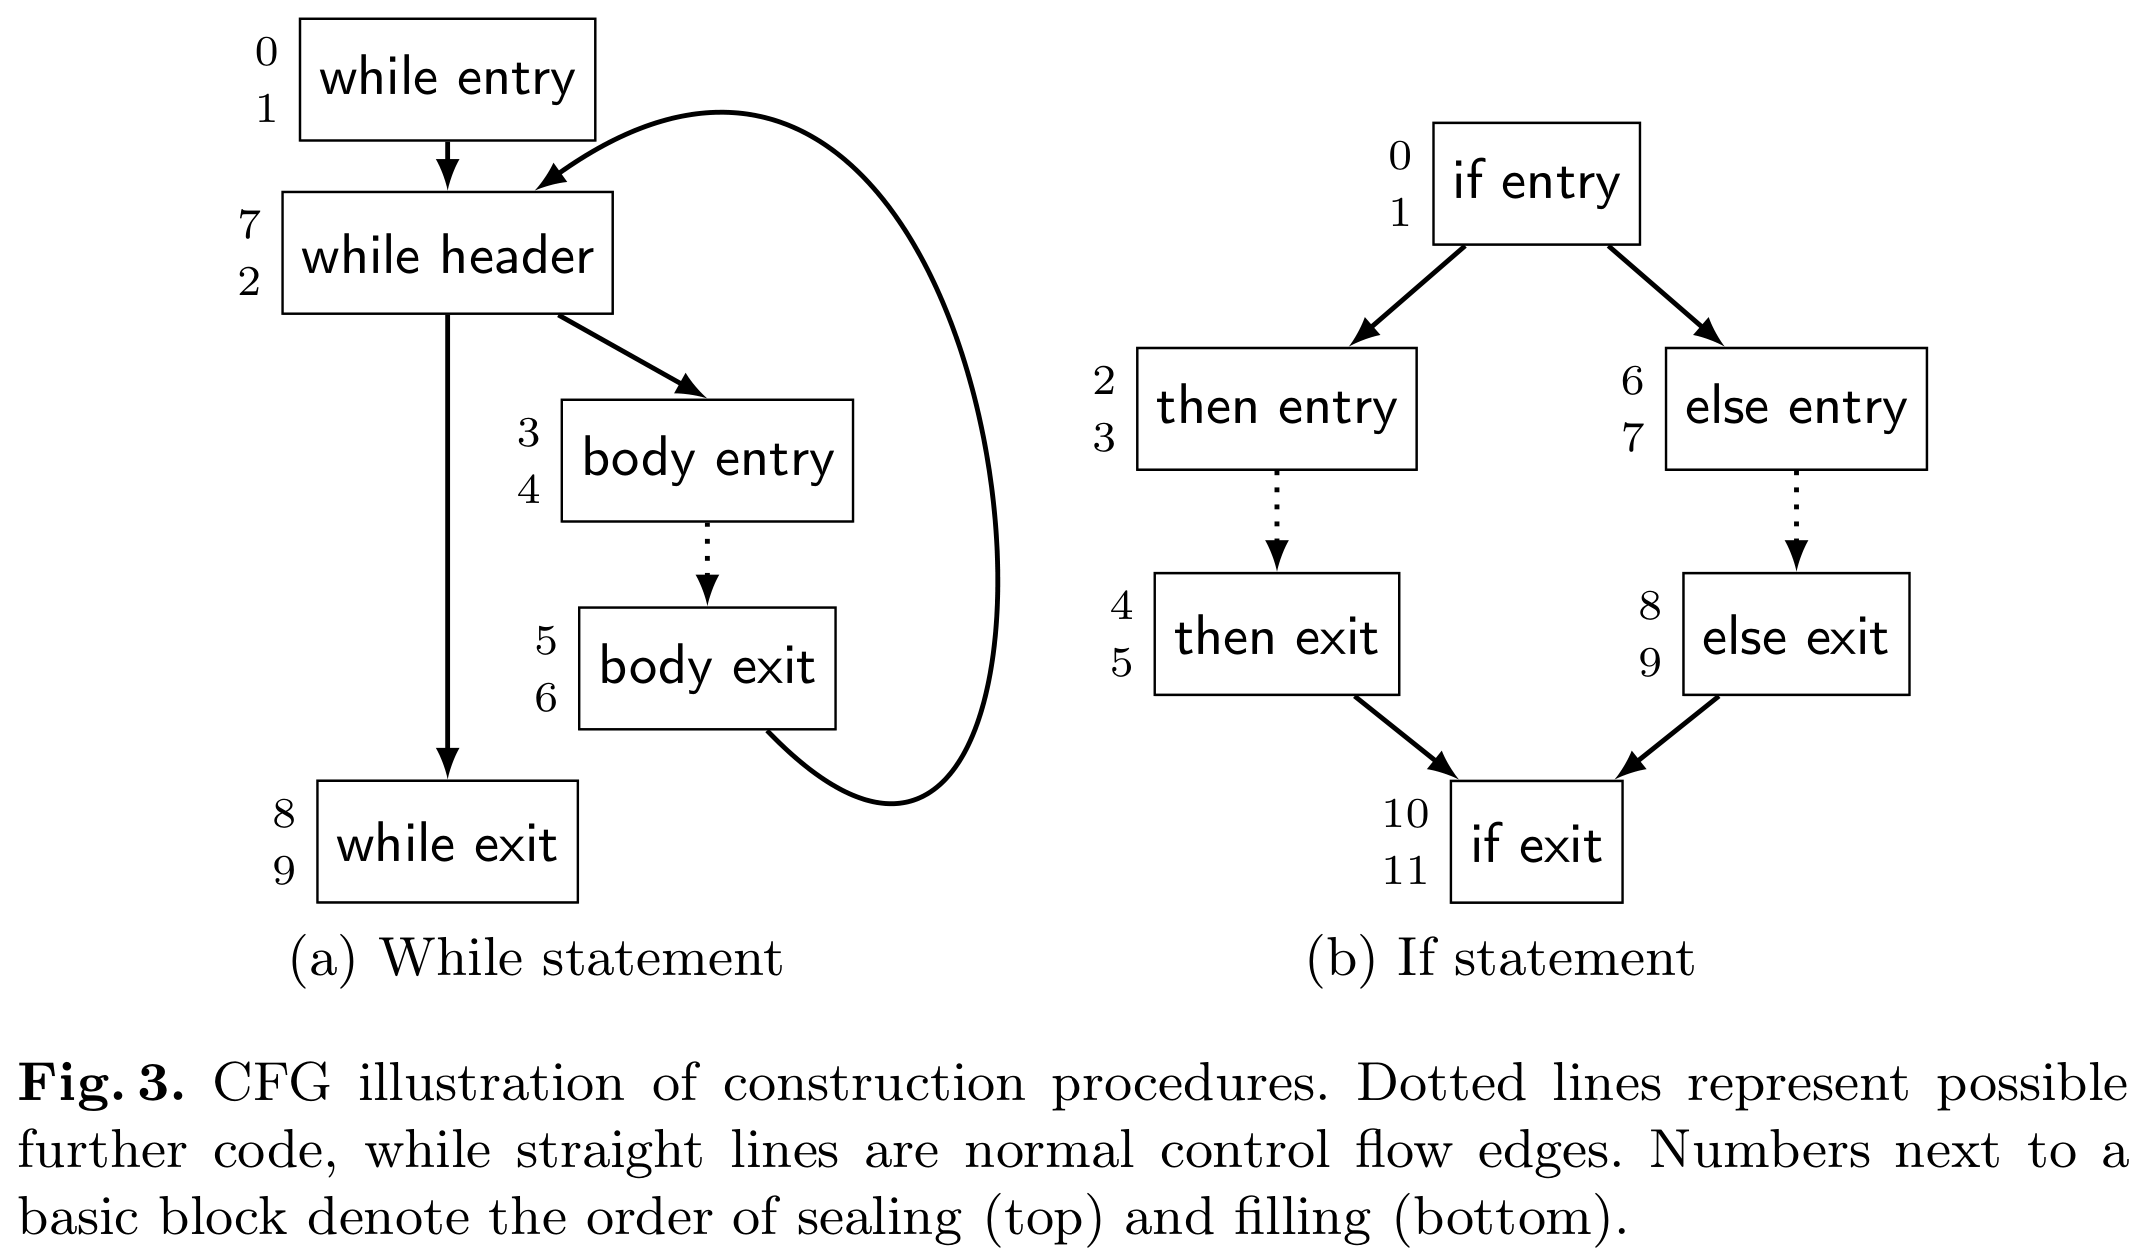 0
1
while entry
7
2
while header
3
4
body entry
5
6
body exit
8
9
while exit
(a) While statement
0
1
if entry
2
3
then entry
6
7
else entry
4
5
then exit
8
9
else exit
10
11
if exit
(b) If statement
Fig. 3. CFG illustration of construction procedures. Dotted lines represent possible
further code, while straight lines are normal control flow edges. Numbers next to a
basic block denote the order of sealing (top) and filling (bottom).